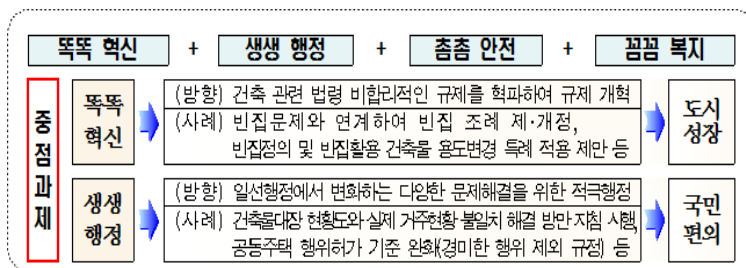 똑똑 혁신 + 생생 행정 + 촘촘 안전 + 꼼꼼 복지
중점과제
똑똑
혁신
(방향) 건축 관련 법령 비합리적인 규제를 혁파하여 규제 개혁
(사례) 빈집문제와 연계하여 빈집 조례 제·개정,
빈집정의 및 빈집활용 건축물 용도변경 특례 적용 제안 등
도시
성장
생생
행정
(방향) 일선행정에서 변화하는 다양한 문제해결을 위한 적극행정
(사례) 건축물대장 현황도와 실제 거주현황 불일치 해결 방안 지침 시행,
공동주택 행위허가 기준 완화(경미한 행위 제외 규정) 등
국민
편의